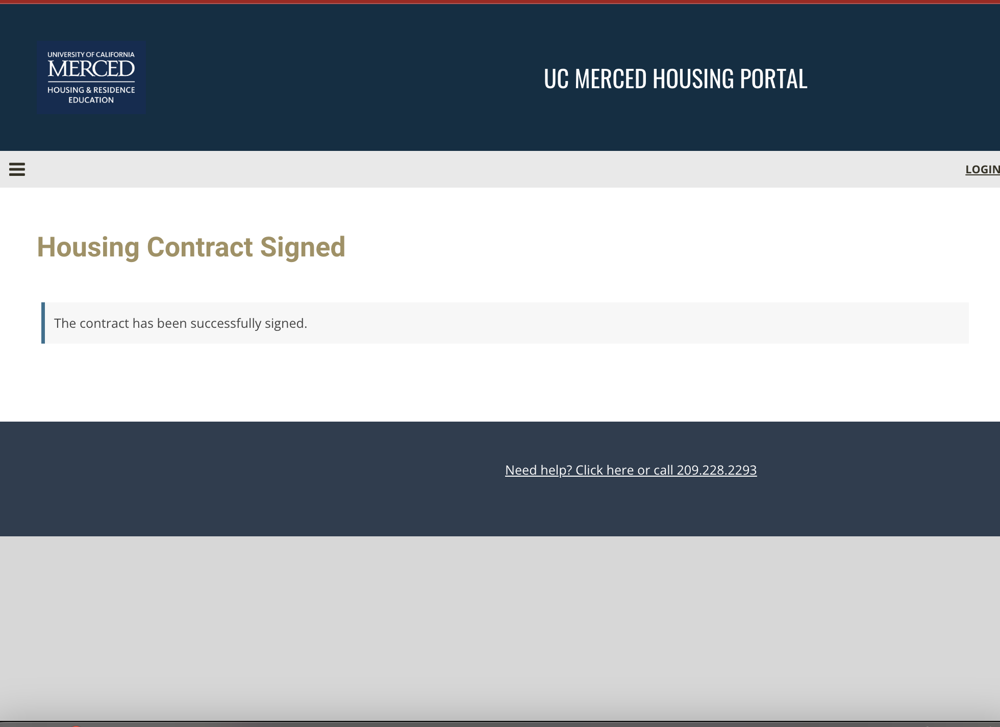 UNIVERSITY OF CALIFORNIA
MERCED
HOUSING & RESIDENCE
EDUCATION
UC MERCED HOUSING PORTAL
LOGIN
Housing Contract Signed
The contract has been successfully signed.
Need help? Click here or call 209.228.2293